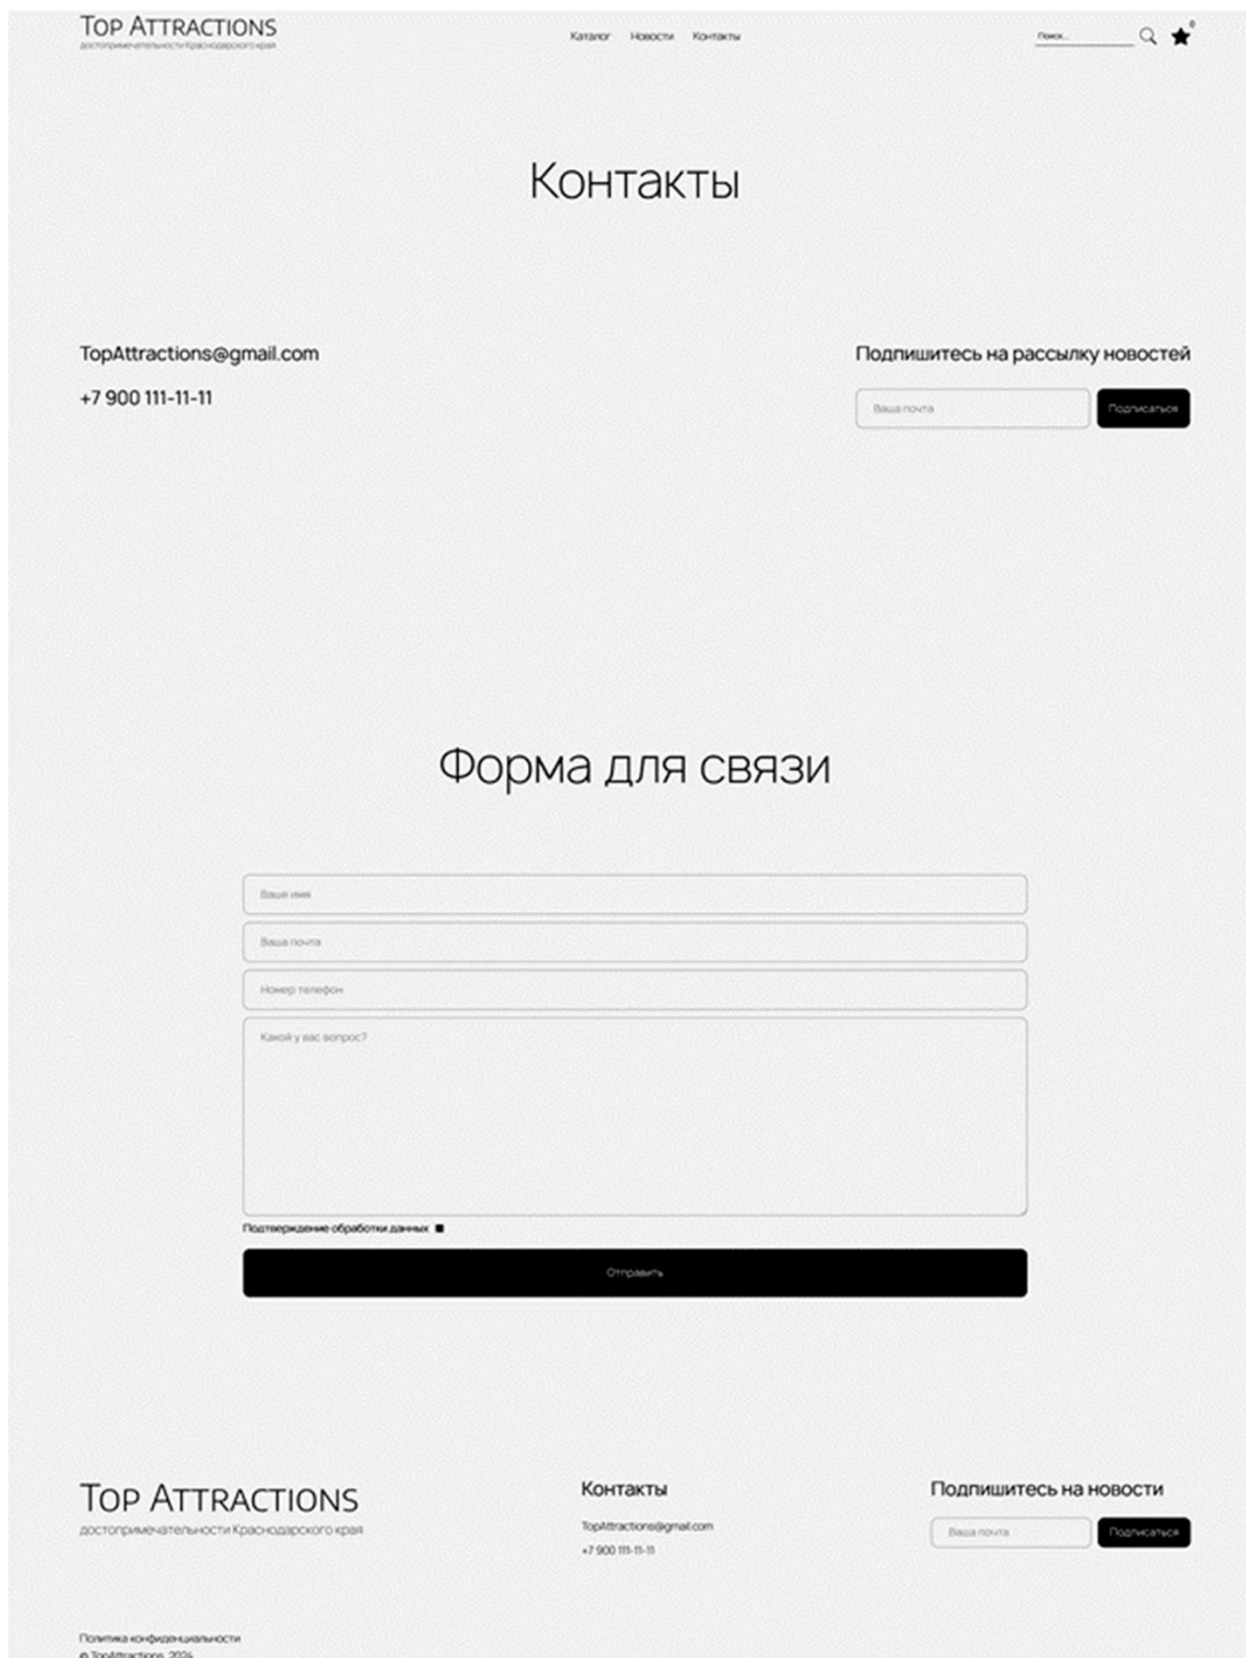 TOP ATTRACTIONS
достопримечательности Краснодарского края
Каталог Новости Контакты
Поиск...
0
Контакты
TopAttractions@gmail.com
+7 900 111-11-11
Подпишитесь на рассылку новостей
Ваша почта
Подписаться
Форма для связи
Ваше имя
Ваша почта
Номер телефон
Какой у вас вопрос?
Подтверждение обработки данных
Отправить
TOP ATTRACTIONS
достопримечательности Краснодарского края
Контакты
TopAttractions@gmail.com
+7 900 111-11-11
Подпишитесь на новости
Ваша почта
Подписаться
Политика конфиденциальности
© TopAttractions, 2024